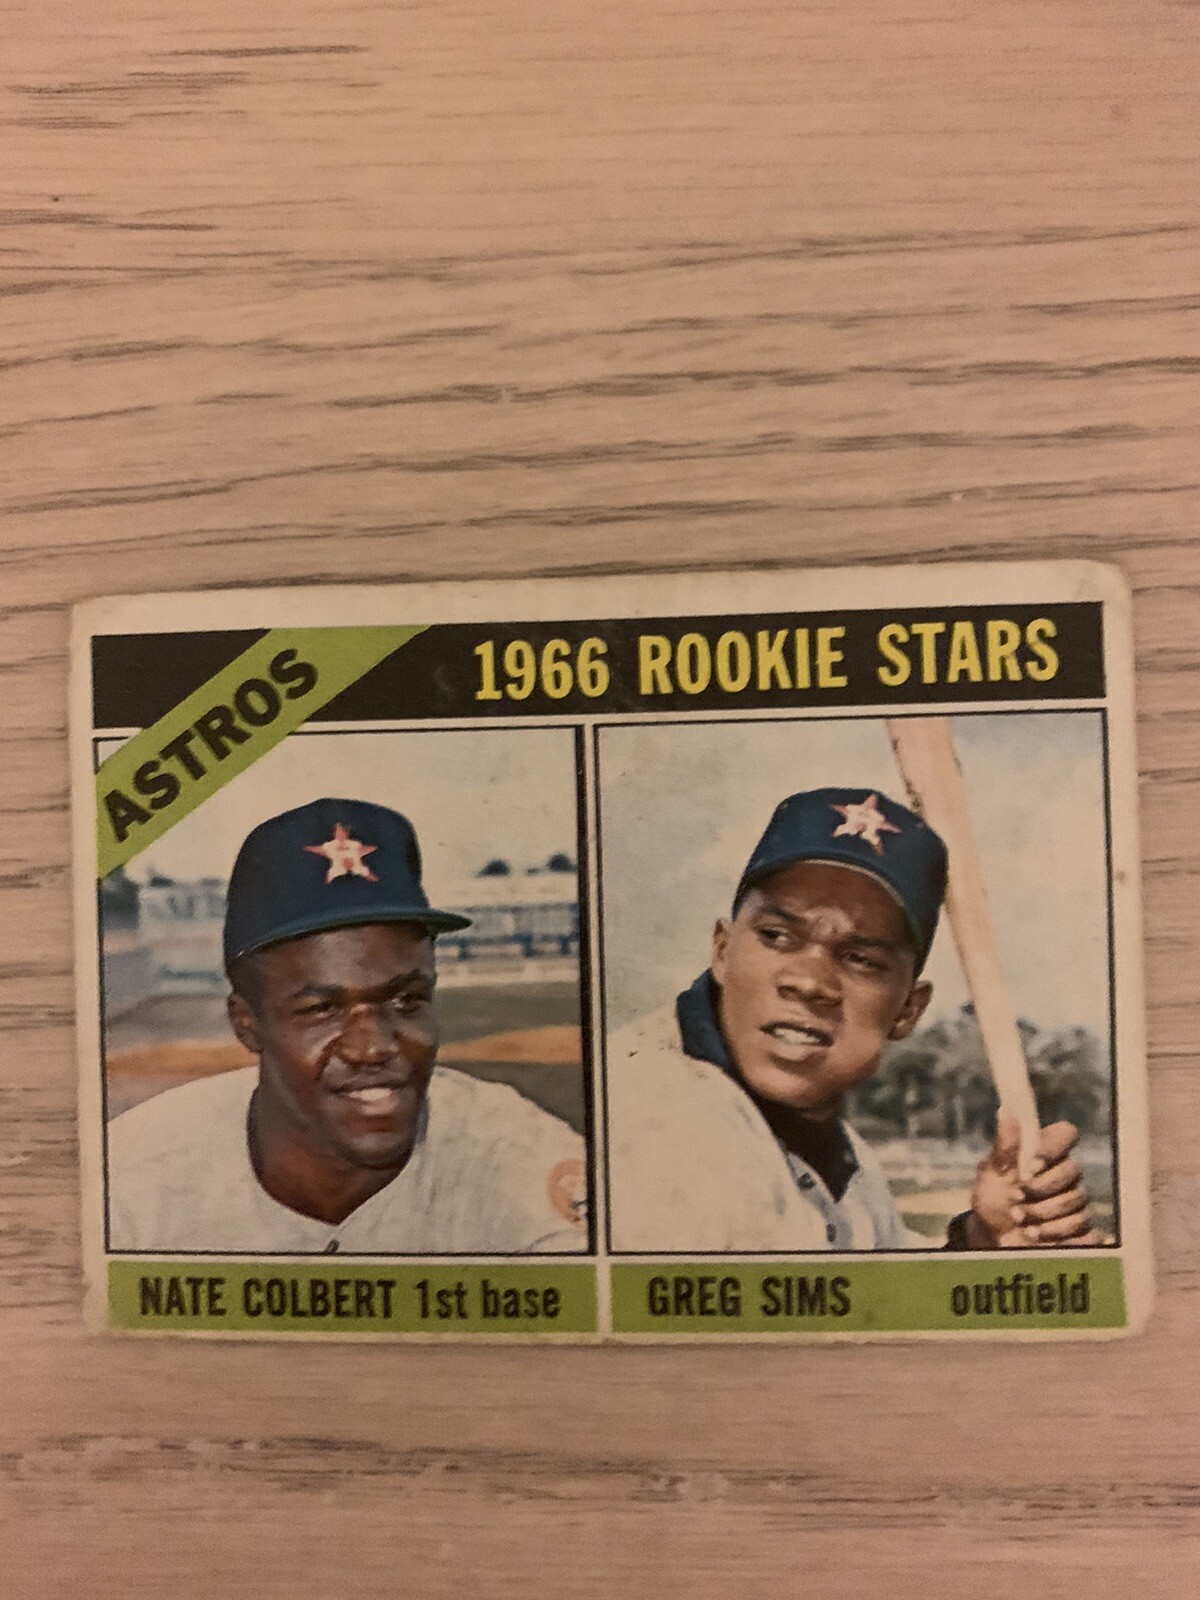 ASTROS
1966 ROOKIE STARS
H
H
NATE COLBERT 1st base
GREG SIMS outfield